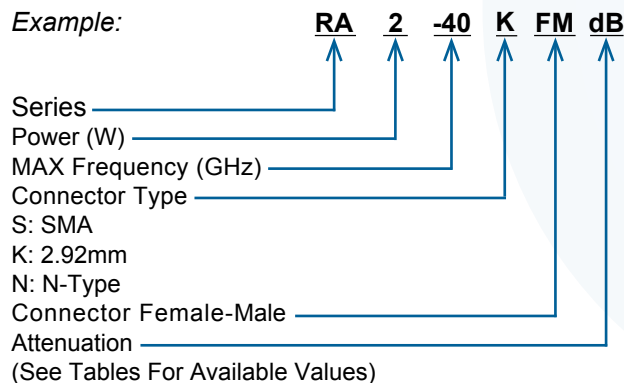 Example: RA 2 -40 K FM dB
Series
Power (W)
MAX Frequency (GHz)
Connector Type
S: SMA
K: 2.92mm
N: N-Type
Connector Female-Male
Attenuation
(See Tables For Available Values)